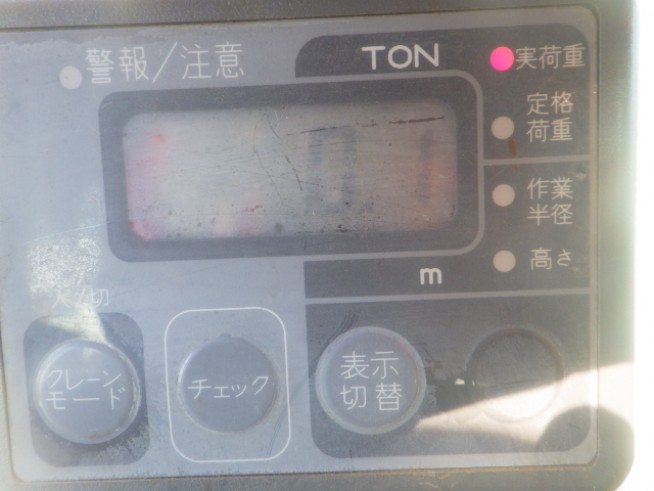 警報/注意
TON
実荷重
定格
荷重
作業
半径
高さ
m
入/切
クレーン
モード
チェック
表示
切替